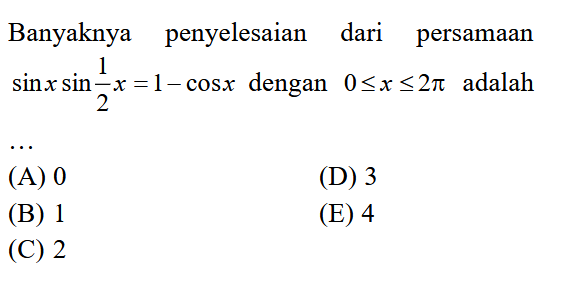 Banyaknya penyelesaian dari persamaan
sin x sin 1/2 x = 1 − cos x dengan 0 ≤ x ≤ 2π adalah
...
(A) 0 (D) 3
(B) 1 (E) 4
(C) 2